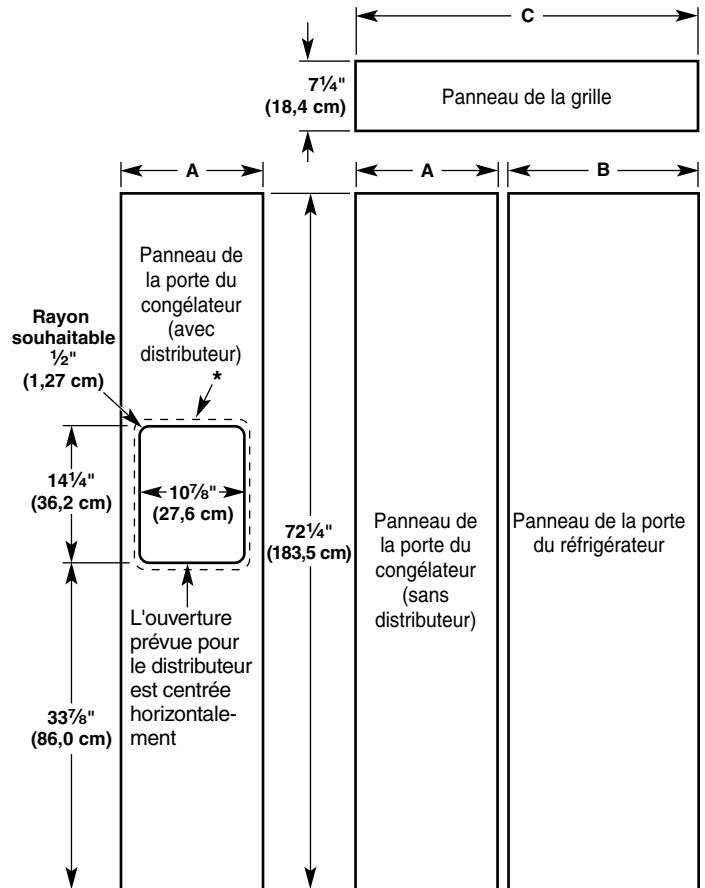 C
7¼"
(18,4 cm)
Panneau de la grille
A
A
B
Panneau de
la porte du
congélateur
(avec
distributeur)
*
Rayon
souhaitable
½"
(1,27 cm)
14¼"
(36,2 cm)
10⅞"
(27,6 cm)
72¼"
(183,5 cm)
Panneau de
la porte du
congélateur
(sans
distributeur)
Panneau de la porte
du réfrigérateur
L'ouverture
prévue pour
le distributeur
est centrée
horizontale-
ment
33⅞"
(86,0 cm)